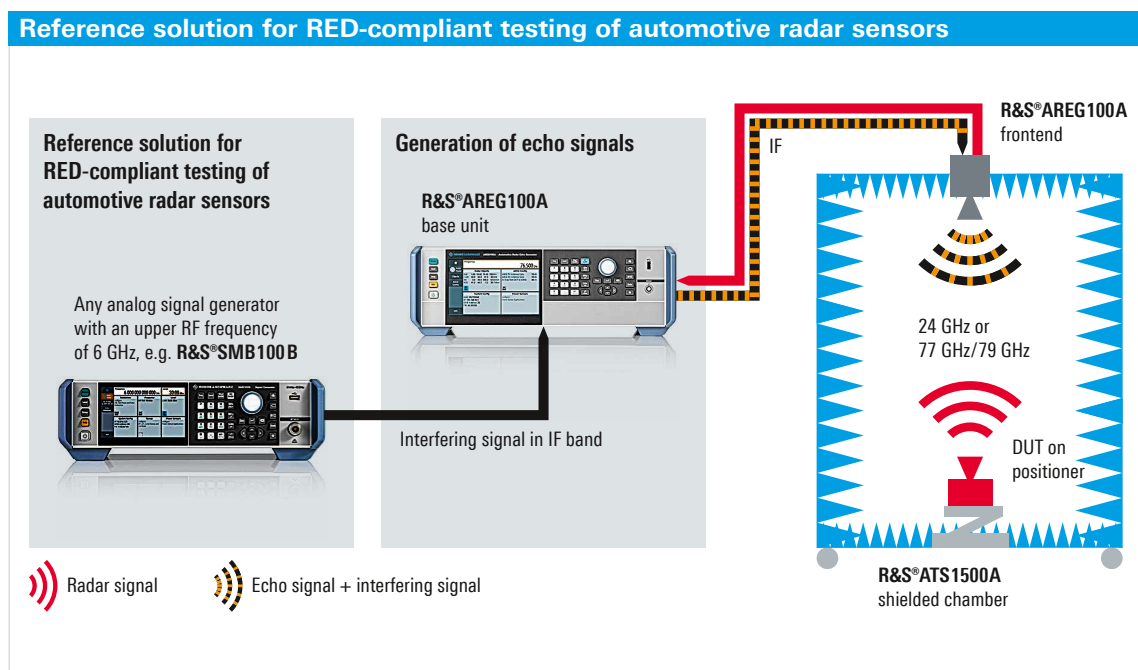 Reference solution for RED-compliant testing of automotive radar sensors
Reference solution for
RED-compliant testing of
automotive radar sensors
Any analog signal generator
with an upper RF frequency
of 6 GHz, e.g. R&S®SMB100B
Generation of echo signals
R&S®AREG100A
base unit
Interfering signal in IF band
IF
R&S®AREG100A
frontend
24 GHz or
77 GHz/79 GHz
DUT on
positioner
R&S®ATS1500A
shielded chamber
Radar signal
Echo signal + interfering signal